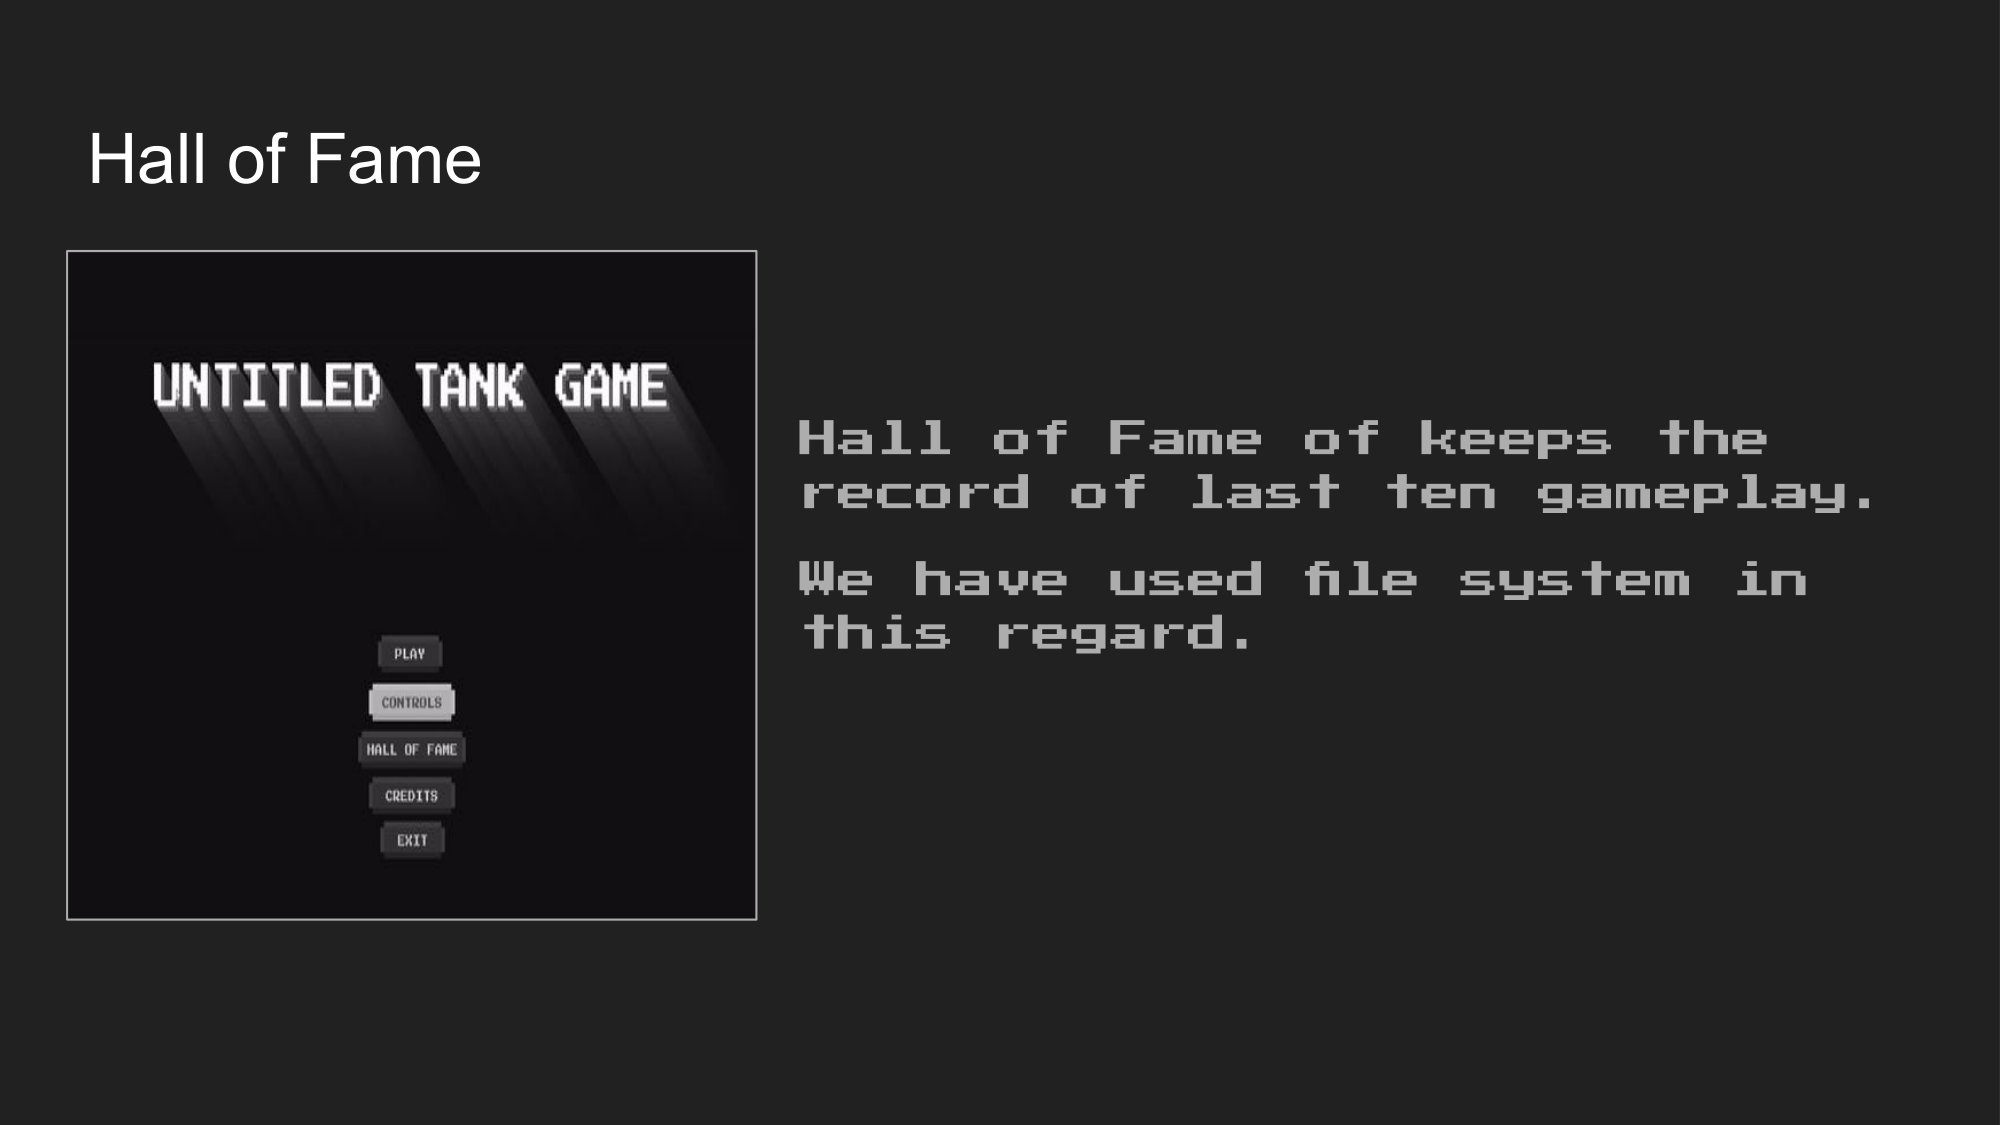 Hall of Fame
UNTITLED TANK GAME
PLAY
CONTROLS
HALL OF FAME
CREDITS
EXIT
Hall of Fame of keeps the
record of last ten gameplay.
We have used file system in
this regard.